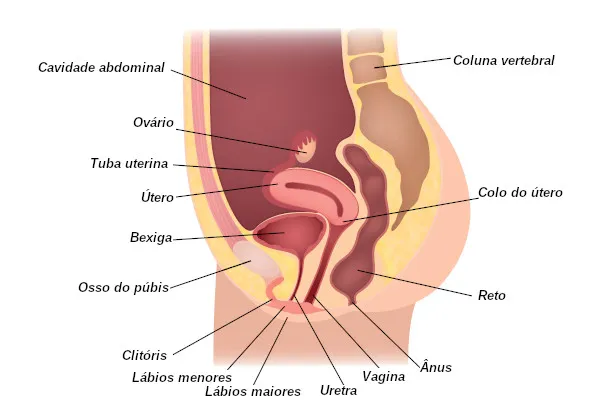 Cavidade abdominal
Coluna vertebral
Ovário
Tuba uterina
Útero
Colo do útero
Bexiga
Osso do púbis
Reto
Clitóris
Ânus
Lábios menores
Vagina
Lábios maiores
Uretra